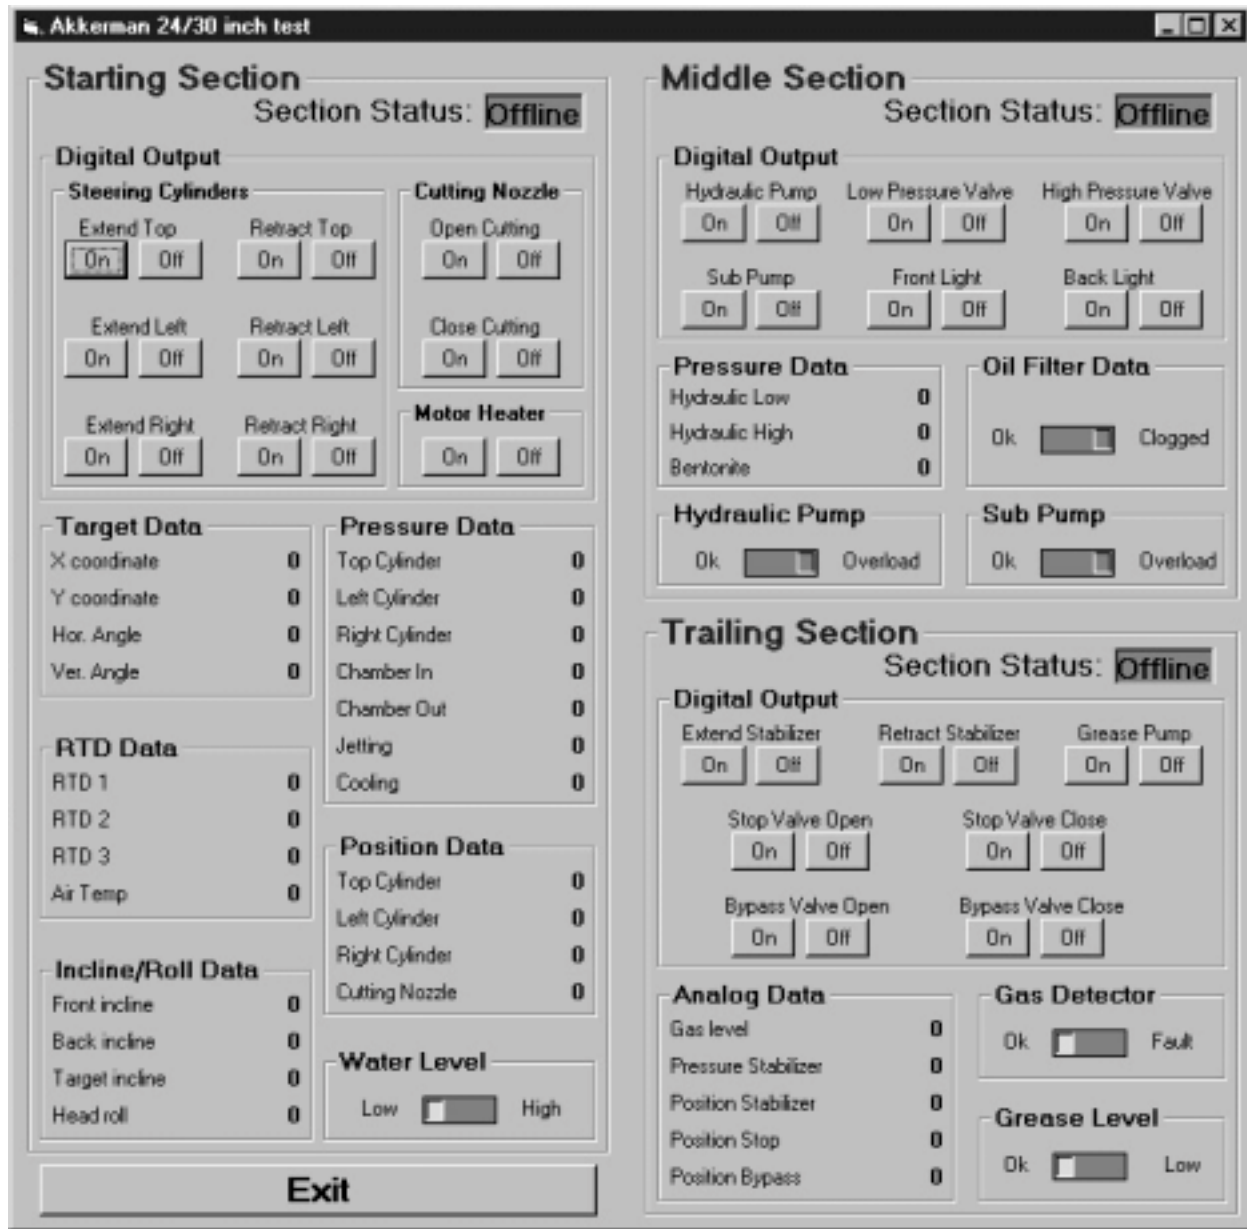 Akkerman 24/30 inch test
Starting Section
Section Status: Offline
Digital Output
Steering Cylinders
Extend Top Retract Top
On Off On Off
Extend Left Retract Left
On Off On Off
Extend Right Retract Right
On Off On Off
Cutting Nozzle
Open Cutting
On Off
Close Cutting
On Off
Motor Heater
On Off
Target Data
X coordinate 0
Y coordinate 0
Hor. Angle 0
Ver. Angle 0
RTD Data
RTD 1 0
RTD 2 0
RTD 3 0
Air Temp 0
Incline/Roll Data
Front incline 0
Back incline 0
Target incline 0
Head roll 0
Pressure Data
Top Cylinder 0
Left Cylinder 0
Right Cylinder 0
Chamber In 0
Chamber Out 0
Jetting 0
Cooling 0
Position Data
Top Cylinder 0
Left Cylinder 0
Right Cylinder 0
Cutting Nozzle 0
Water Level
Low High
Exit
Middle Section
Section Status: Offline
Digital Output
Hydraulic Pump Low Pressure Valve High Pressure Valve
On Off On Off On Off
Sub Pump Front Light Back Light
On Off On Off On Off
Pressure Data
Hydraulic Low 0
Hydraulic High 0
Bentonite 0
Oil Filter Data
Ok Clogged
Hydraulic Pump
Ok Overload
Sub Pump
Ok Overload
Trailing Section
Section Status: Offline
Digital Output
Extend Stabilizer Retract Stabilizer Grease Pump
On Off On Off On Off
Stop Valve Open Stop Valve Close
On Off On Off
Bypass Valve Open Bypass Valve Close
On Off On Off
Analog Data
Gas level 0
Pressure Stabilizer 0
Position Stabilizer 0
Position Stop 0
Position Bypass 0
Gas Detector
Ok Fault
Grease Level
Ok Low